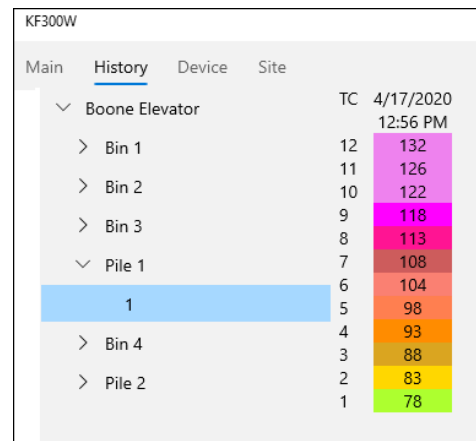 KF300W
Main History Device Site
Boone Elevator
Bin 1
Bin 2
Bin 3
Pile 1
1
Bin 4
Pile 2
TC 4/17/2020
12:56 PM
12 132
11 126
10 122
9 118
8 113
7 108
6 104
5 98
4 93
3 88
2 83
1 78